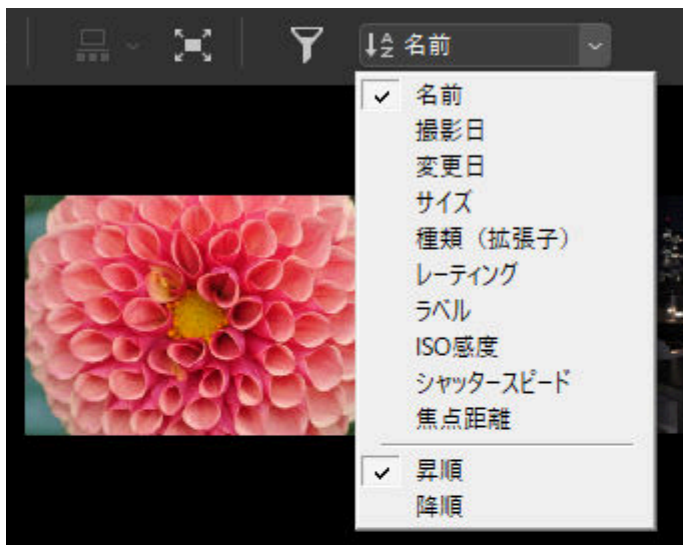 名前
名前
撮影日
変更日
サイズ
種類（拡張子）
レーティング
ラベル
ISO感度
シャッタースピード
焦点距離
昇順
降順